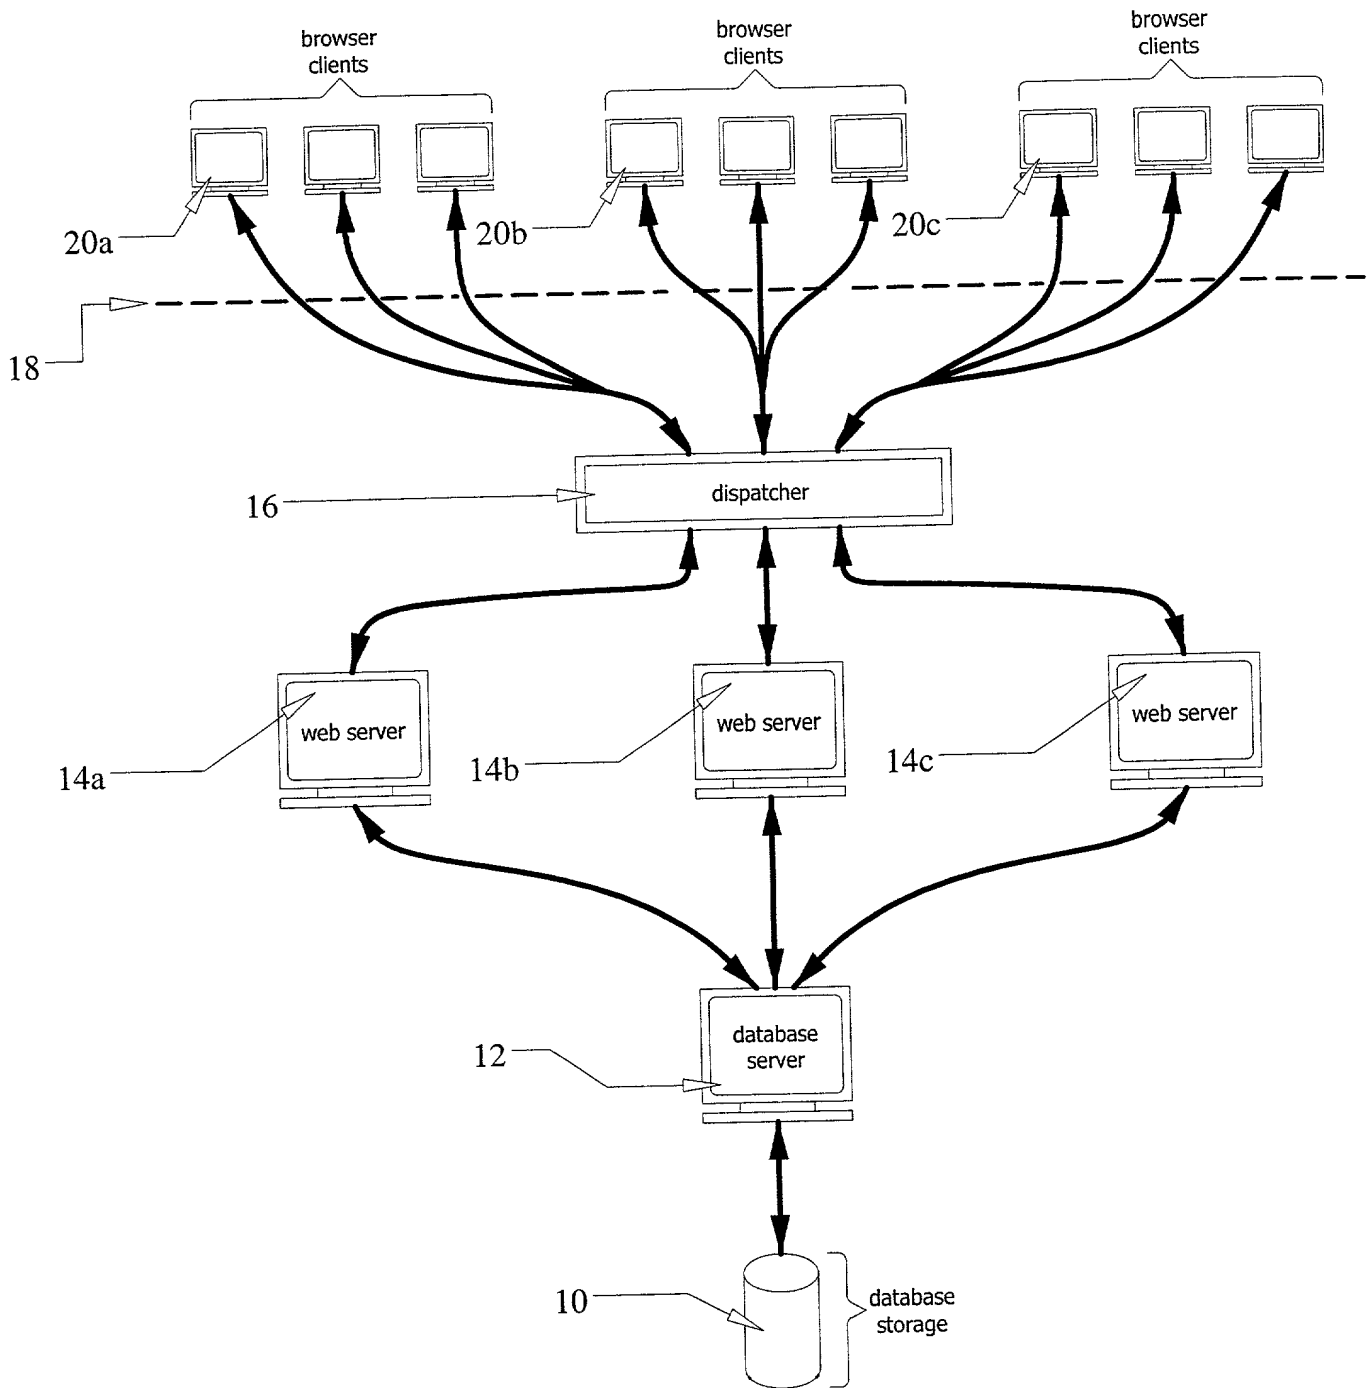 browser
clients
browser
clients
browser
clients
20a
20b
20c
18
16
dispatcher
web server
web server
web server
14a
14b
14c
database
server
12
10
database
storage